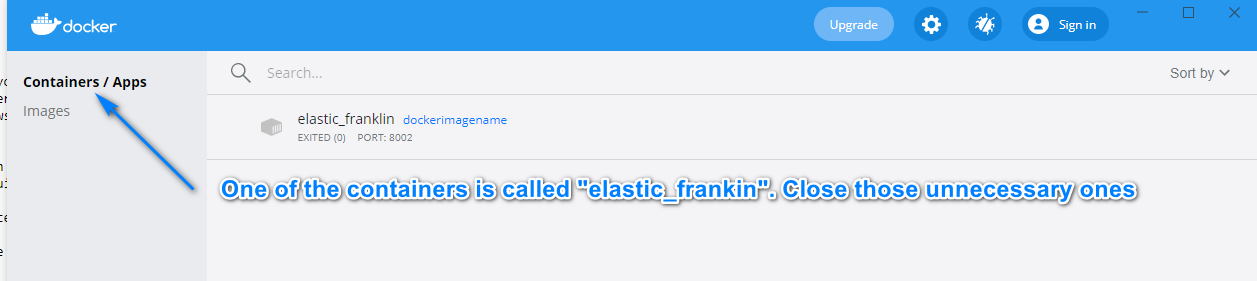 docker
Upgrade
Sign in
Containers / Apps
Images
Search...
Sort by
elastic_franklin dockerimagename
EXITED (0) PORT: 8002
One of the containers is called "elastic_frankin". Close those unnecessary ones